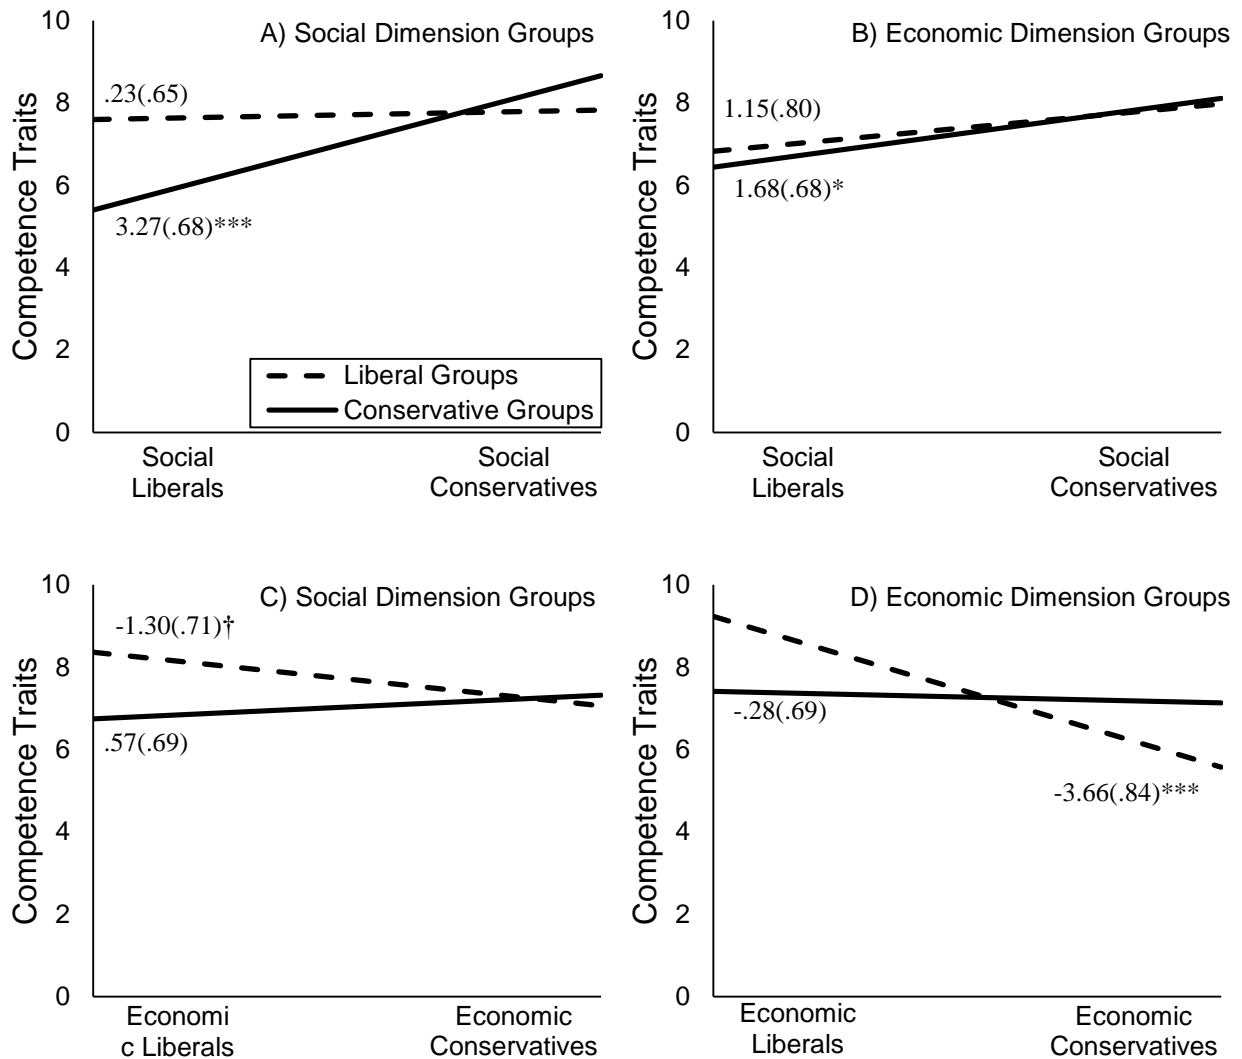 A) Social Dimension Groups
Competence Traits
10
8
6
4
2
0
.23(.65)
3.27(.68)***
Liberal Groups
Conservative Groups
Social
Liberals
Social
Conservatives
B) Economic Dimension Groups
Competence Traits
10
8
6
4
2
0
1.15(.80)
1.68(.68)*
Social
Liberals
Social
Conservatives
C) Social Dimension Groups
Competence Traits
10
8
6
4
2
0
-1.30(.71)†
.57(.69)
Economi
c Liberals
Economic
Conservatives
D) Economic Dimension Groups
Competence Traits
10
8
6
4
2
0
-.28(.69)
-3.66(.84)***
Economic
Liberals
Economic
Conservatives